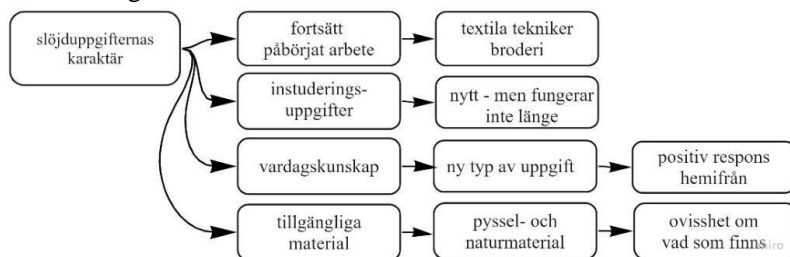 slöjduppgifternas
karaktär
fortsätt
påbörjat arbete
textila tekniker
broderi
instuderings-
uppgifter
nytt - men fungerar
inte länge
vardagskunskap
ny typ av uppgift
positiv respons
hemifrån
tillgängliga
material
pyssel- och
naturmaterial
ovisshet om
vad som finns
miro